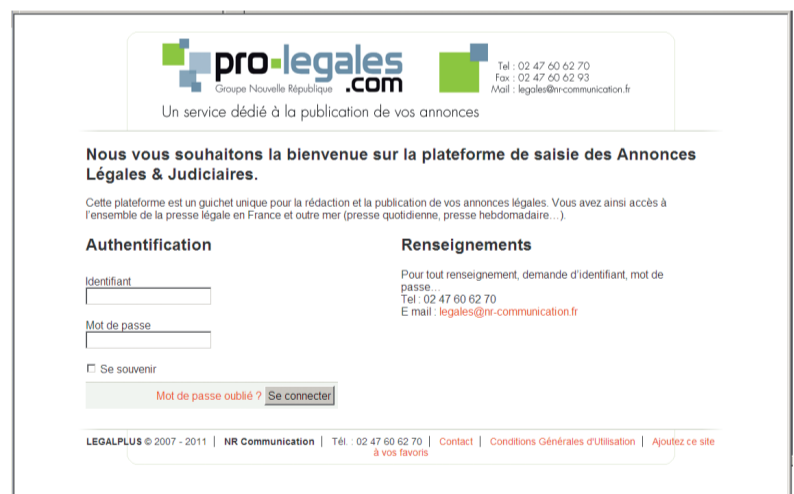 pro-legales
.com
Groupe Nouvelle République
Tel : 02 47 60 62 70
Fax : 02 47 60 62 93
Mail : legales@nr-communication.fr
Un service dédié à la publication de vos annonces
Nous vous souhaitons la bienvenue sur la plateforme de saisie des Annonces
Légales & Judiciaires.
Cette plateforme est un guichet unique pour la rédaction et la publication de vos annonces légales. Vous avez ainsi accès à
l'ensemble de la presse légale en France et outre mer (presse quotidienne, presse hebdomadaire…).
Authentification
Identifiant
Mot de passe
Se souvenir
Mot de passe oublié ? Se connecter
Renseignements
Pour tout renseignement, demande d'identifiant, mot de
passe…
Tel : 02 47 60 62 70
E mail : legales@nr-communication.fr
LEGALPLUS © 2007 - 2011 | NR Communication | Tél. : 02 47 60 62 70 | Contact | Conditions Générales d'Utilisation | Ajoutez ce site
à vos favoris